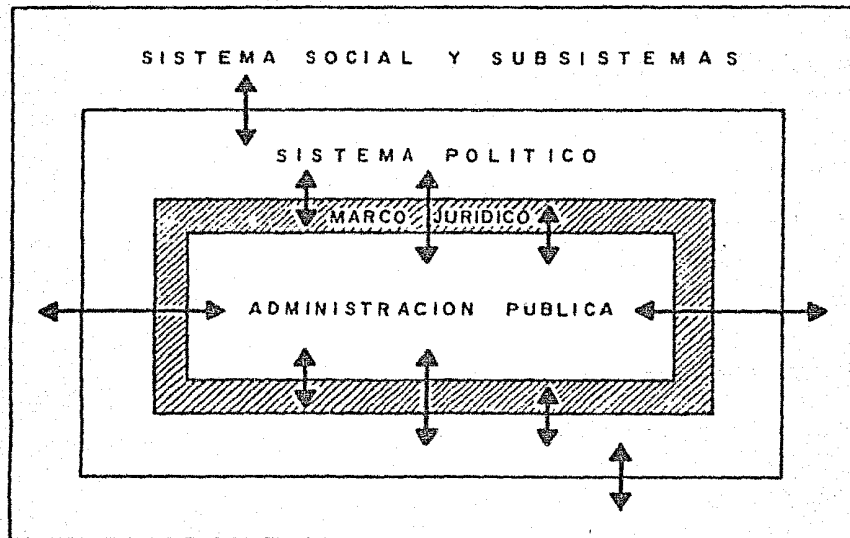 SISTEMA SOCIAL Y SUBSISTEMAS
SISTEMA POLITICO
MARCO JURIDICO
ADMINISTRACION PUBLICA